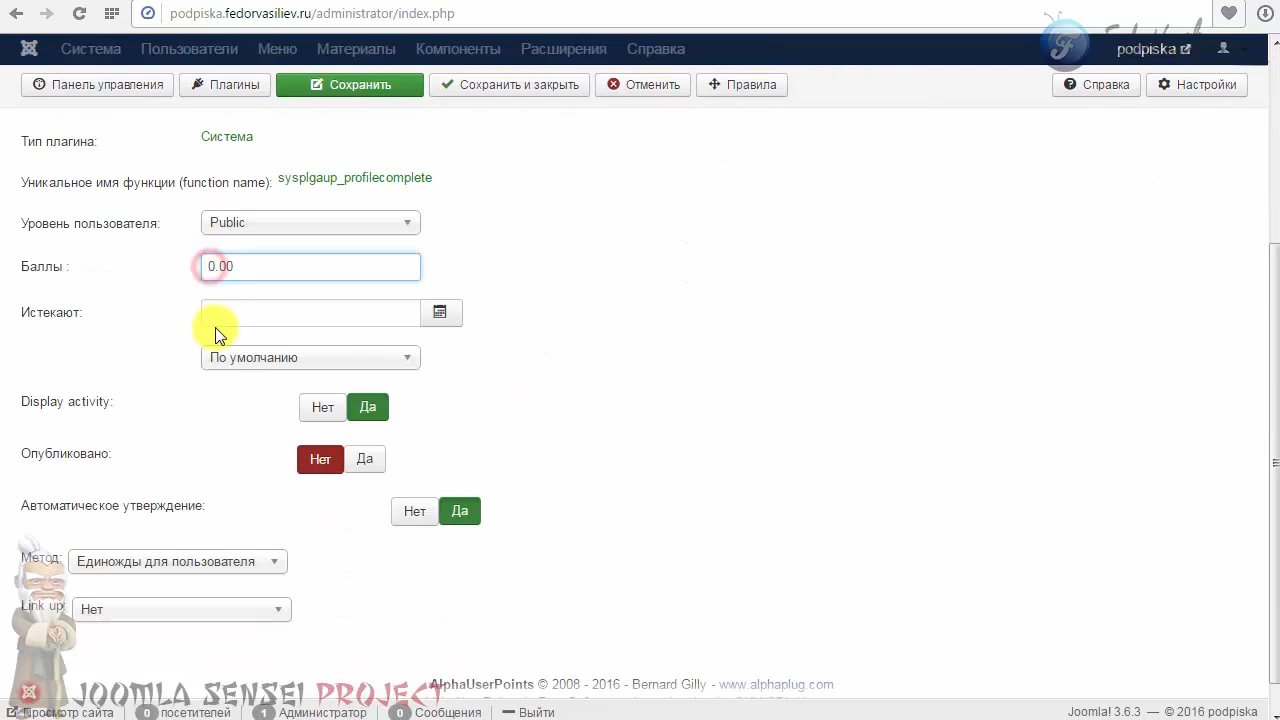 podpiska.fedorvasiliev.ru/administrator/index.php
Система Пользователи Меню Материалы Компоненты Расширения Справка podpiska
Панель управления Плагины Сохранить Сохранить и закрыть Отменить Правила Справка Настройки
Тип плагина: Система
Уникальное имя функции (function name): sysplgaup_profilecomplete
Уровень пользователя: Public
Баллы : 0.00
Истекают:
По умолчанию
Display activity: Нет Да
Опубликовано: Нет Да
Автоматическое утверждение: Нет Да
Метод: Единожды для пользователя
Link up: Нет
AlphaUserPoints © 2008 - 2016 - Bernard Gilly - www.alphaplug.com
JOOMLA SENSEI PROJECT
Просмотр сайта 0 посетителей 1 Администратор 0 Сообщения Выйти Joomla! 3.6.3 — © 2016 podpiska